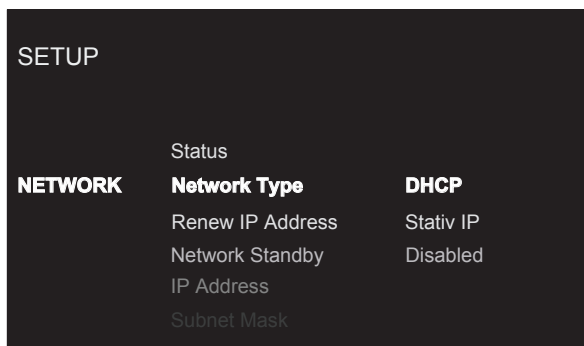 SETUP
Status
NETWORK Network Type DHCP
Renew IP Address Stativ IP
Network Standby Disabled
IP Address
Subnet Mask